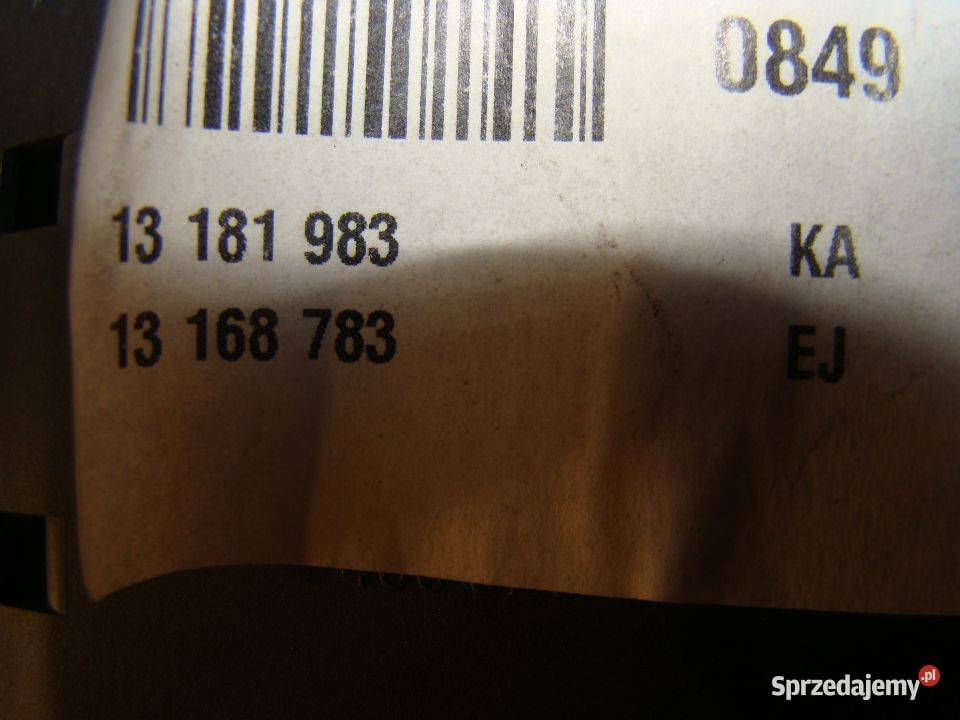 0849
13 181 983 KA
13 168 783 EJ
Sprzedajemy.pl